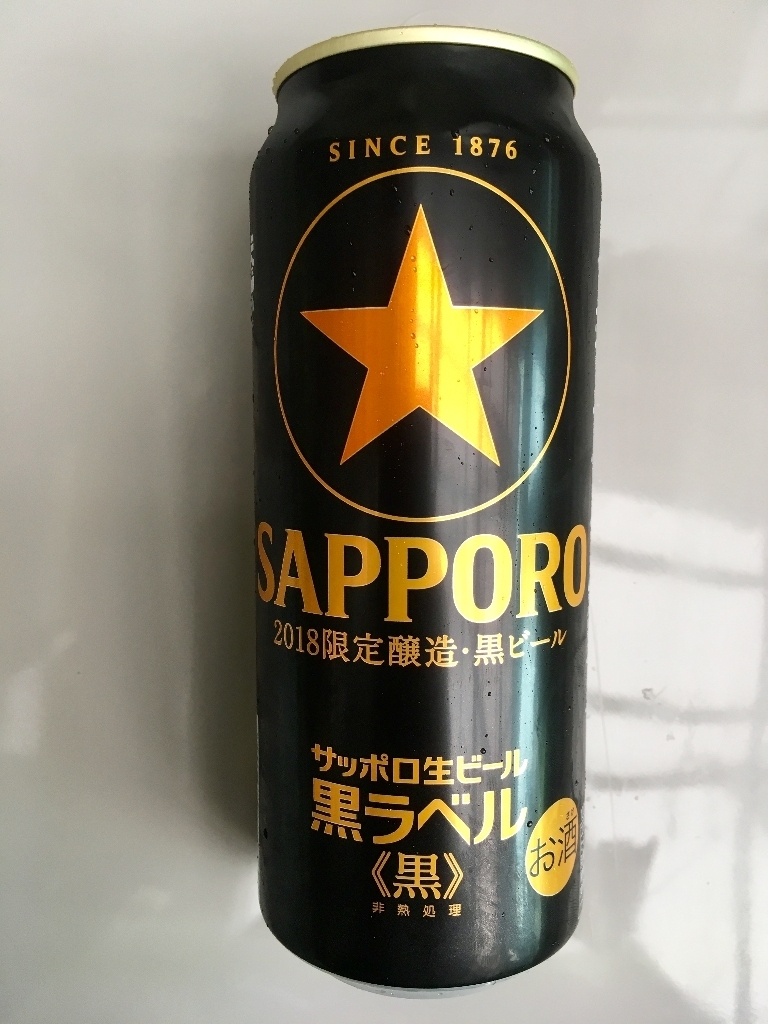 SINCE 1876
SAPPORO
2018限定醸造・黒ビール
サッポロ生ビール
黒ラベル
《黒》
お酒
非熱処理